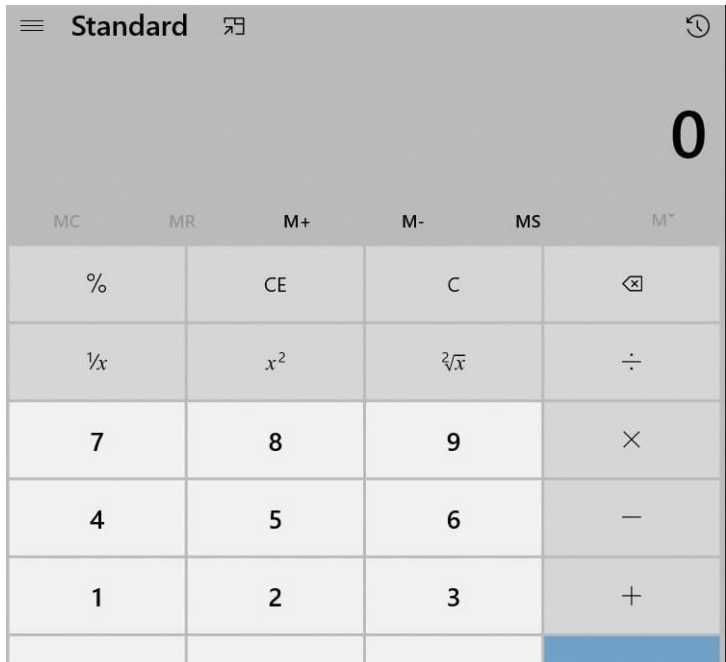 Standard
0
MC MR M+ M- MS M˅
% CE C
⅟x x² ²√x ÷
7 8 9 ×
4 5 6 −
1 2 3 +